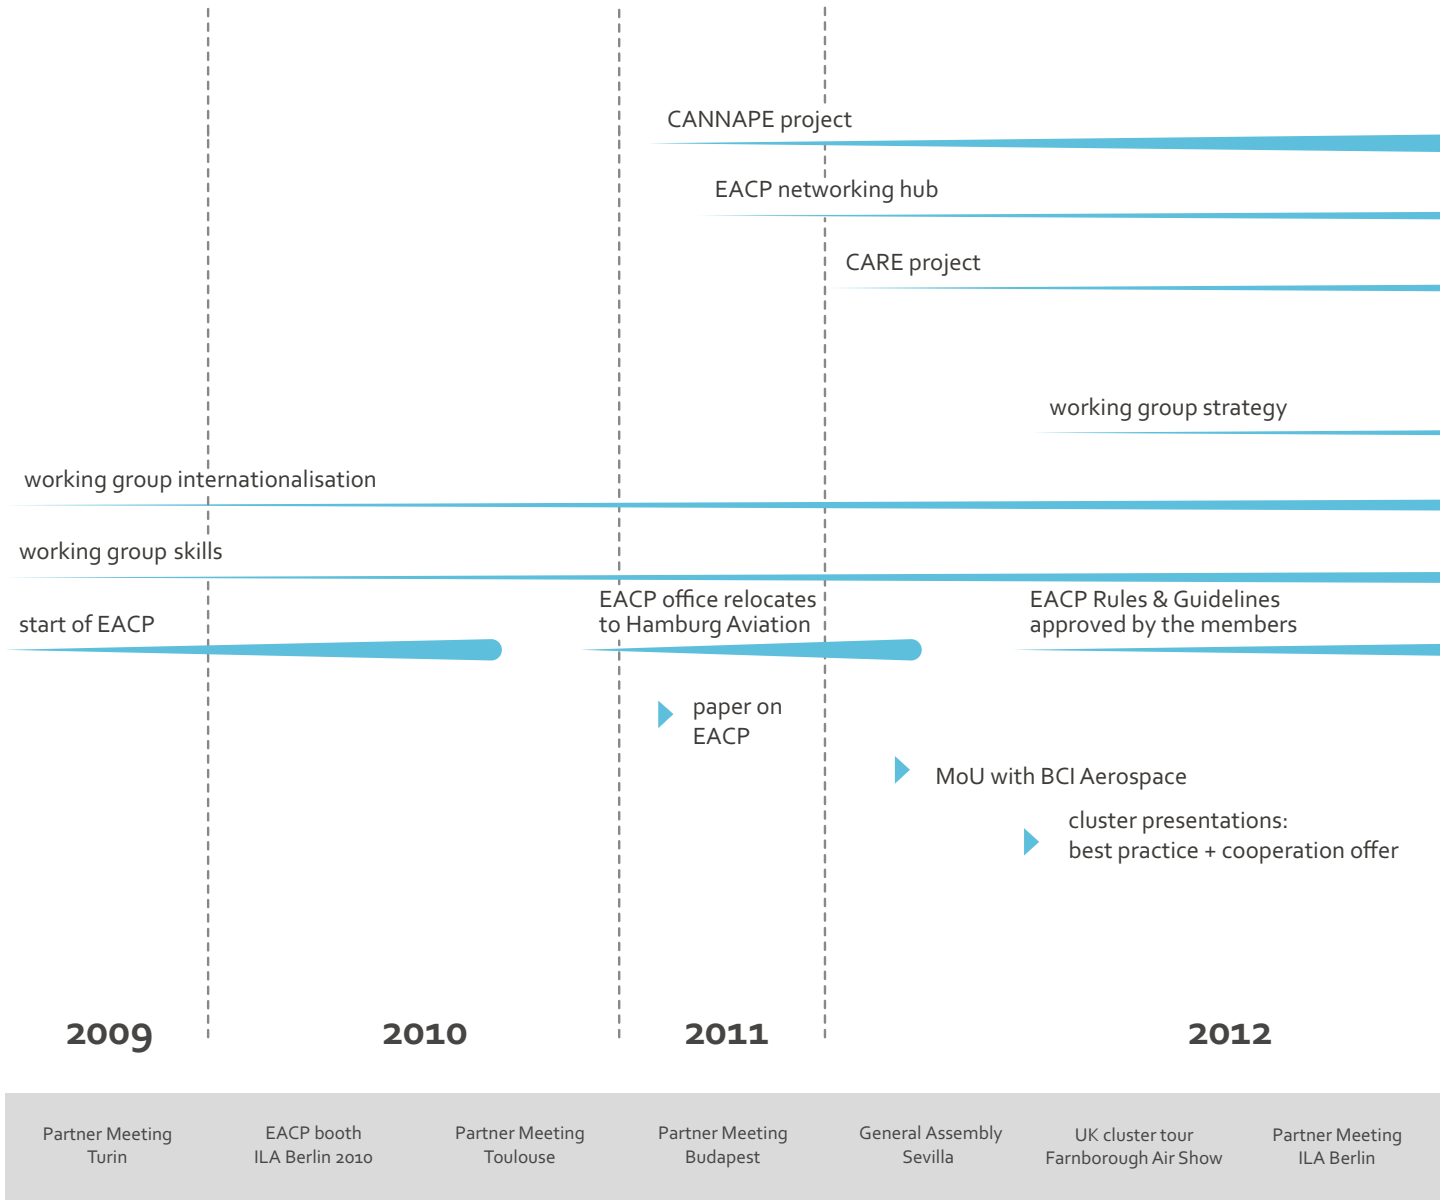 CANNAPE project
EACP networking hub
CARE project
working group strategy
working group internationalisation
working group skills
start of EACP
EACP office relocates
to Hamburg Aviation
EACP Rules & Guidelines
approved by the members
paper on
EACP
MoU with BCI Aerospace
cluster presentations:
best practice + cooperation offer
2009
2010
2011
2012
Partner Meeting
Turin
EACP booth
ILA Berlin 2010
Partner Meeting
Toulouse
Partner Meeting
Budapest
General Assembly
Sevilla
UK cluster tour
Farnborough Air Show
Partner Meeting
ILA Berlin